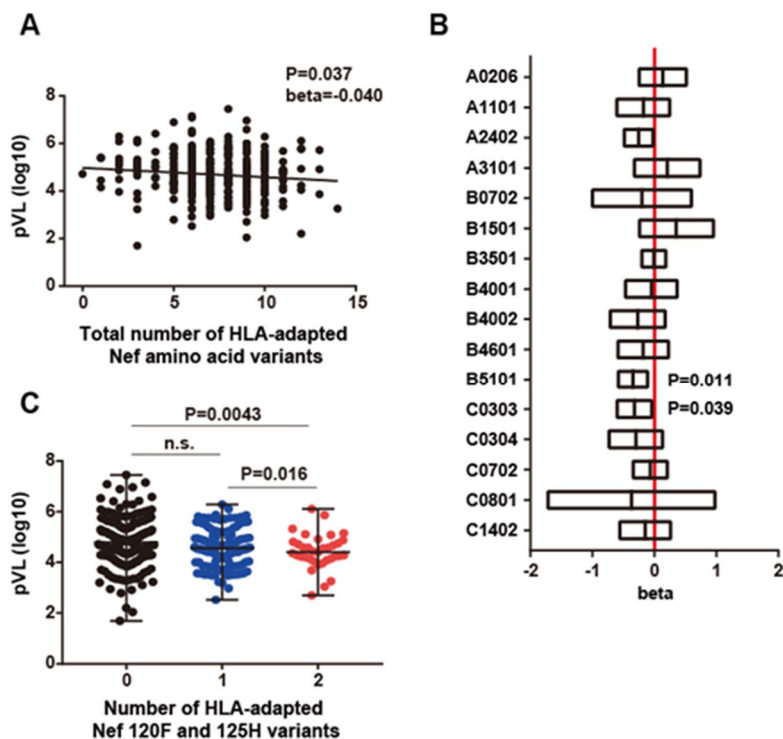 A
P=0.037
beta=-0.040
8
6
4
2
0
pVL (log10)
0 5 10 15
Total number of HLA-adapted
Nef amino acid variants
B
A0206
A1101
A2402
A3101
B0702
B1501
B3501
B4001
B4002
B4601
B5101 P=0.011
C0303 P=0.039
C0304
C0702
C0801
C1402
-2 -1 0 1 2
beta
C
P=0.0043
n.s.
P=0.016
8
6
4
2
0
pVL (log10)
0 1 2
Number of HLA-adapted
Nef 120F and 125H variants